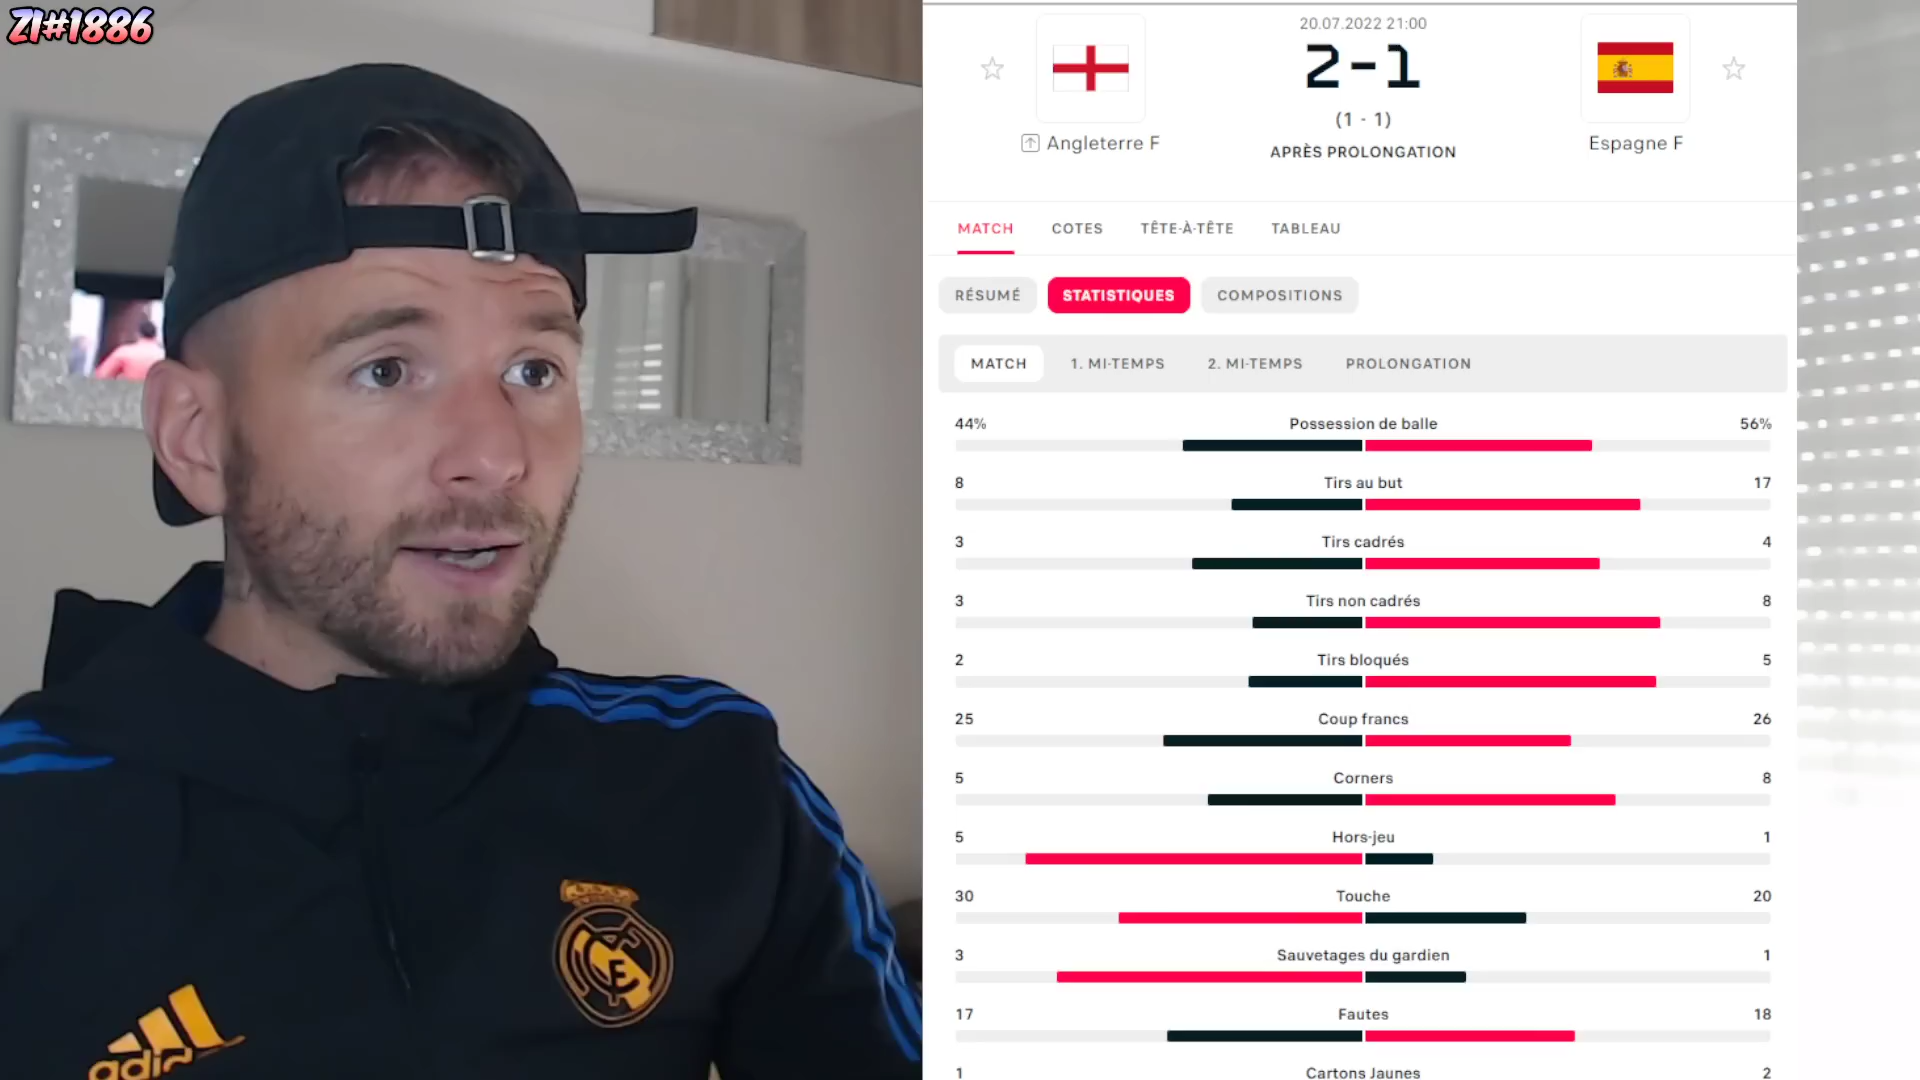 ZI#1886
20.07.2022 21:00
2-1
(1 - 1)
APRÈS PROLONGATION
Angleterre F
Espagne F
MATCH COTES TÊTE-À-TÊTE TABLEAU
RÉSUMÉ STATISTIQUES COMPOSITIONS
MATCH 1. MI-TEMPS 2. MI-TEMPS PROLONGATION
44% Possession de balle 56%
8 Tirs au but 17
3 Tirs cadrés 4
3 Tirs non cadrés 8
2 Tirs bloqués 5
25 Coup francs 26
5 Corners 8
5 Hors-jeu 1
30 Touche 20
3 Sauvetages du gardien 1
17 Fautes 18
1 Cartons Jaunes 2
adi